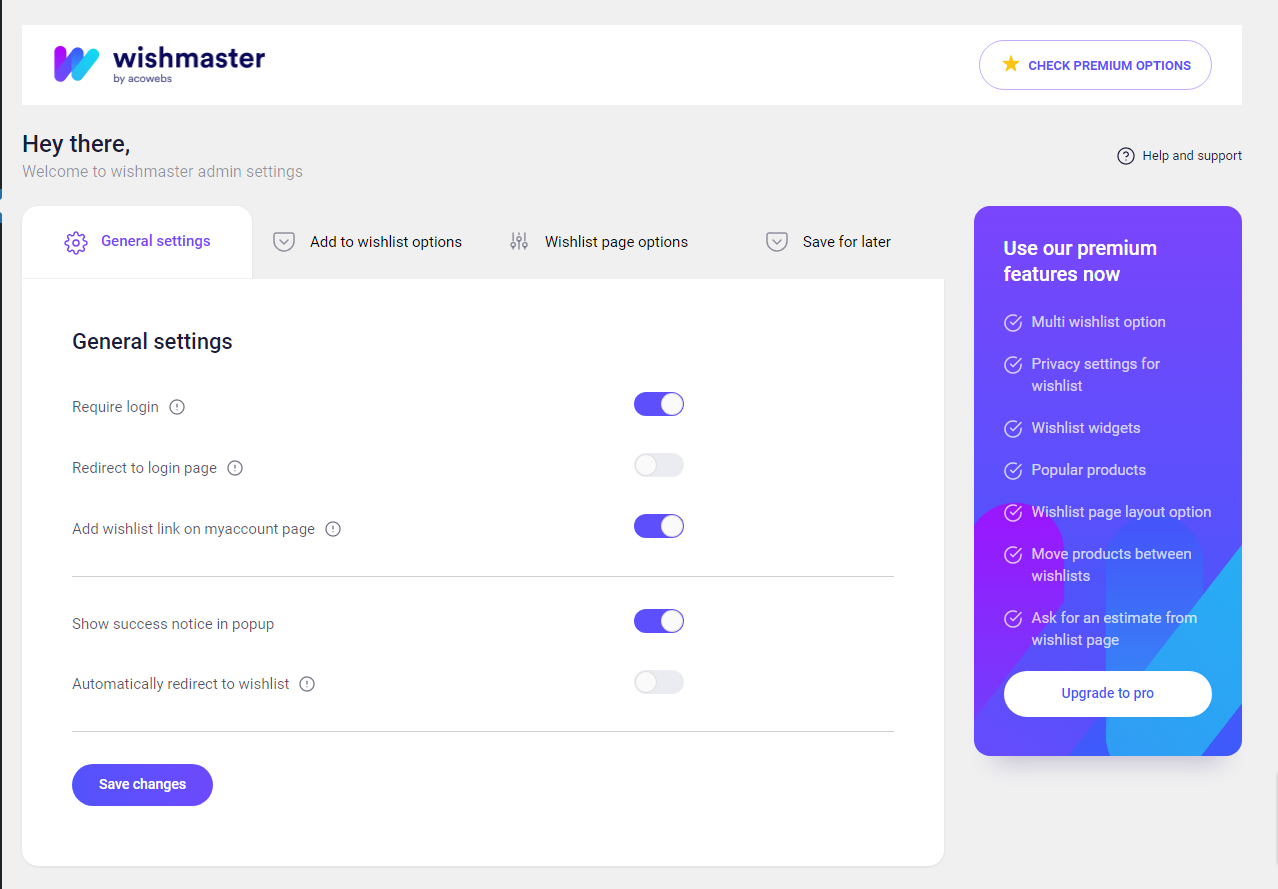 wishmaster
by acowebs
CHECK PREMIUM OPTIONS
Hey there,
Welcome to wishmaster admin settings
Help and support
General settings
Add to wishlist options
Wishlist page options
Save for later
General settings
Require login
Redirect to login page
Add wishlist link on myaccount page
Show success notice in popup
Automatically redirect to wishlist
Save changes
Use our premium
features now
Multi wishlist option
Privacy settings for
wishlist
Wishlist widgets
Popular products
Wishlist page layout option
Move products between
wishlists
Ask for an estimate from
wishlist page
Upgrade to pro